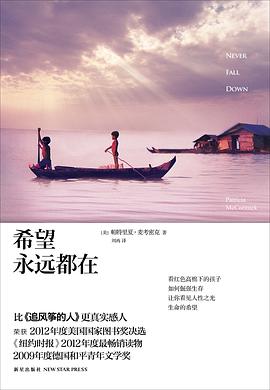 NEVER
FALL
DOWN
Patricia
McCormick
希望
永远都在
[美] 帕特里夏·麦考密克 著
刘冉 译
看红色高棉下的孩子
如何倔强生存
让你看见人性之光
生命的希望
比《追风筝的人》更真实感人
荣获 2012年度美国国家图书奖决选
《纽约时报》2012年度最畅销读物
2009年度德国和平青年文学奖
新星出版社 NEW STAR PRESS